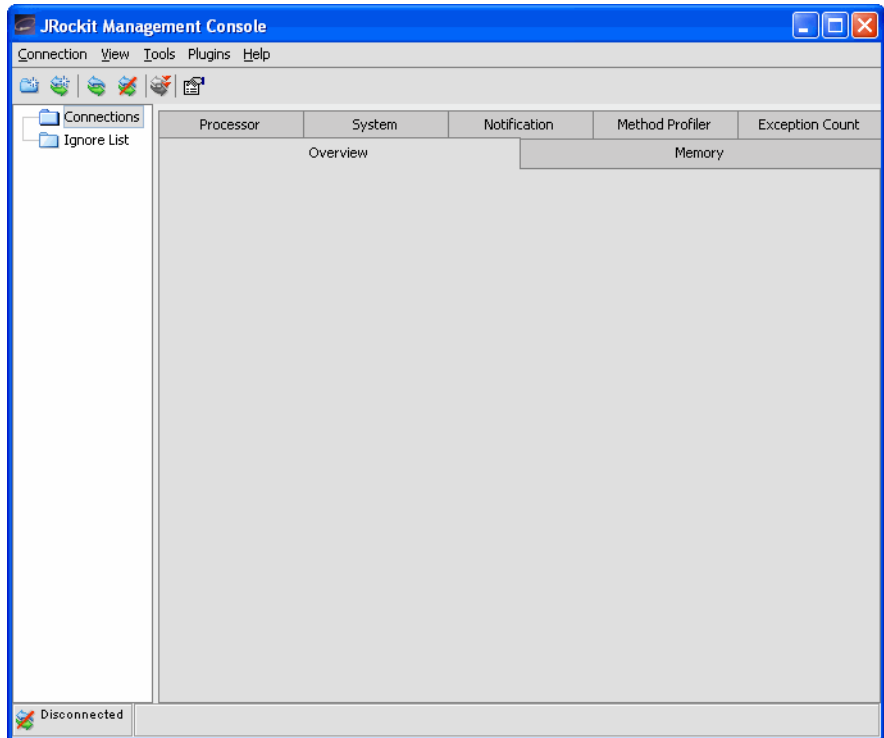 JRockit Management Console
Connection View Tools Plugins Help
Connections
Ignore List
Processor System Notification Method Profiler Exception Count
Overview Memory
Disconnected